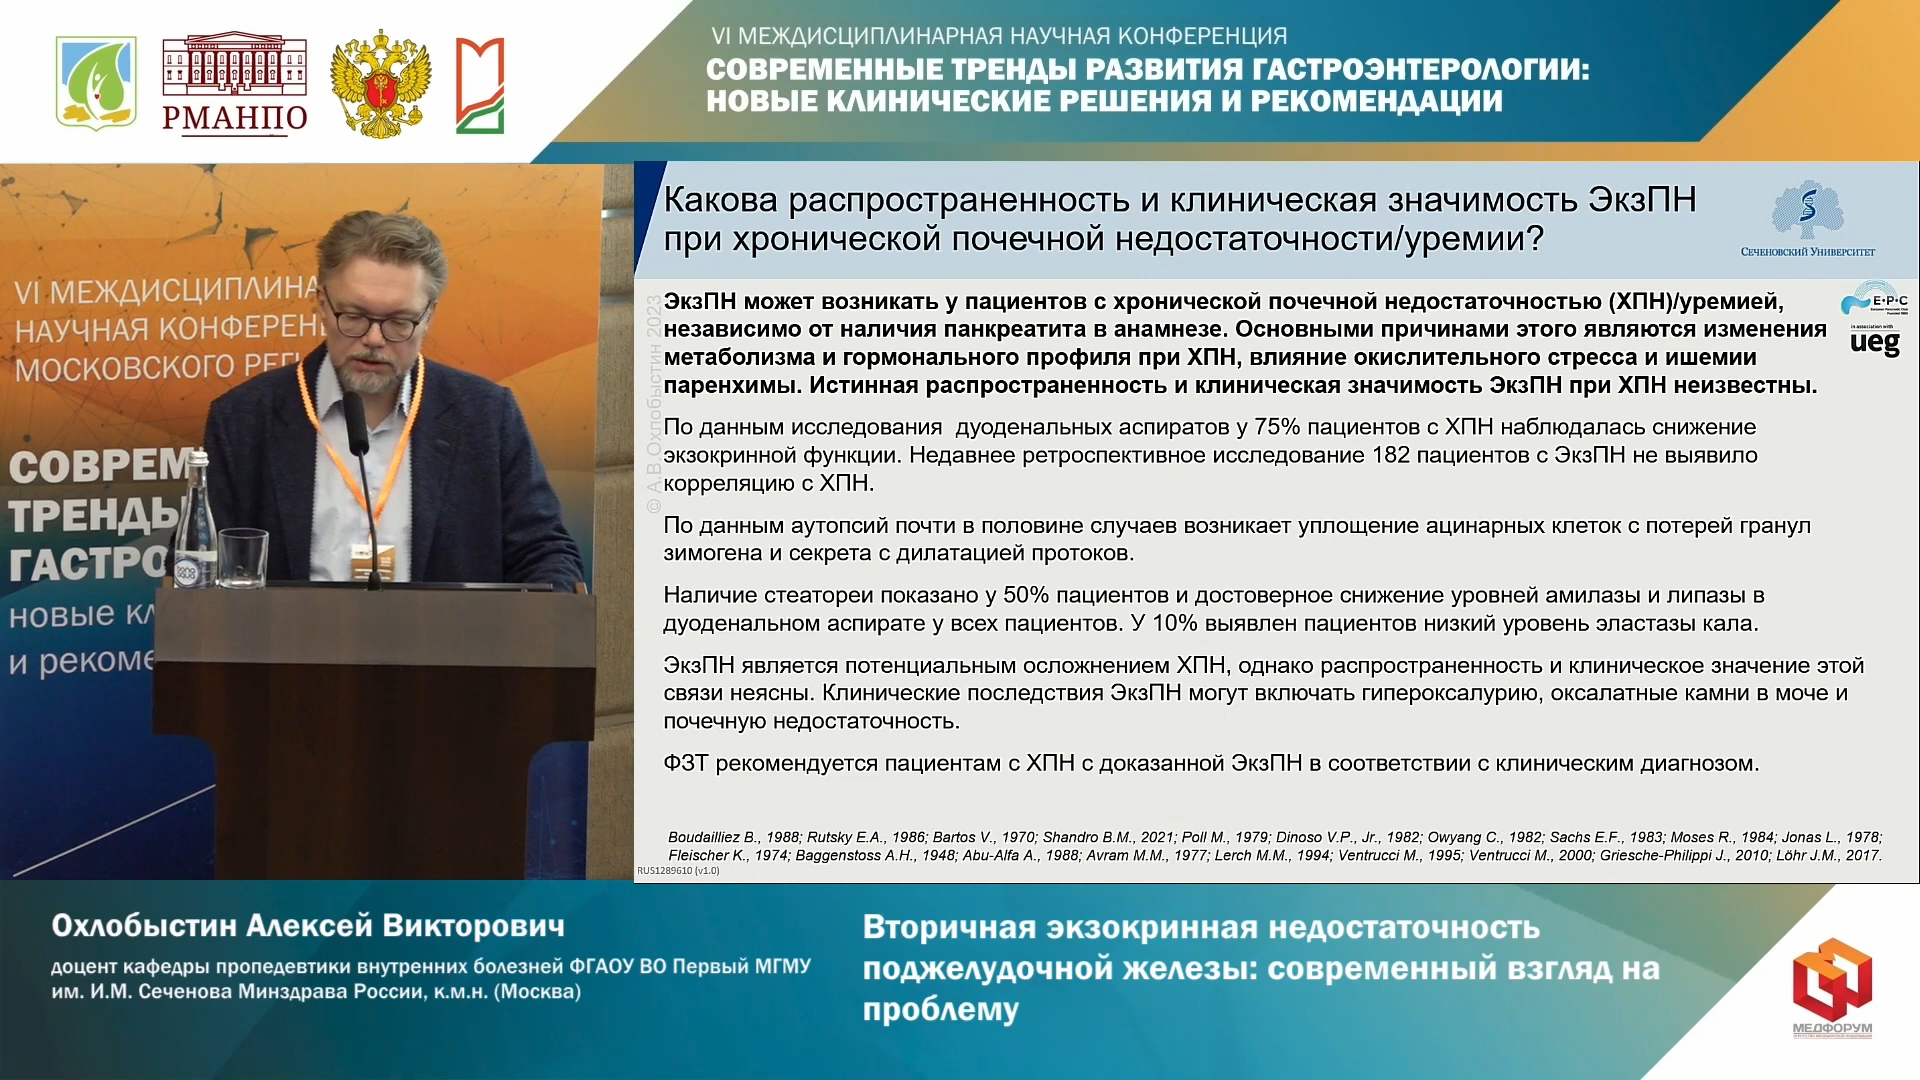 РМАНПО
VI МЕЖДИСЦИПЛИНАРНАЯ НАУЧНАЯ КОНФЕРЕНЦИЯ
СОВРЕМЕННЫЕ ТРЕНДЫ РАЗВИТИЯ ГАСТРОЭНТЕРОЛОГИИ:
НОВЫЕ КЛИНИЧЕСКИЕ РЕШЕНИЯ И РЕКОМЕНДАЦИИ
VI МЕЖДИСЦИПЛИНА
НАУЧНАЯ КОНФЕРЕН
МОСКОВСКОГО РЕГ
СОВРЕМ
ТРЕНДЫ
ГАСТРО
новые кл
и рекоме
Какова распространенность и клиническая значимость ЭкзПН
при хронической почечной недостаточности/уремии?
Сеченовский Университет
E·P·C
in association with
ueg
© А.В.Охлобыстин 2023
ЭкзПН может возникать у пациентов с хронической почечной недостаточностью (ХПН)/уремией,
независимо от наличия панкреатита в анамнезе. Основными причинами этого являются изменения
метаболизма и гормонального профиля при ХПН, влияние окислительного стресса и ишемии
паренхимы. Истинная распространенность и клиническая значимость ЭкзПН при ХПН неизвестны.
По данным исследования дуоденальных аспиратов у 75% пациентов с ХПН наблюдалась снижение
экзокринной функции. Недавнее ретроспективное исследование 182 пациентов с ЭкзПН не выявило
корреляцию с ХПН.
По данным аутопсий почти в половине случаев возникает уплощение ацинарных клеток с потерей гранул
зимогена и секрета с дилатацией протоков.
Наличие стеатореи показано у 50% пациентов и достоверное снижение уровней амилазы и липазы в
дуоденальном аспирате у всех пациентов. У 10% выявлен пациентов низкий уровень эластазы кала.
ЭкзПН является потенциальным осложнением ХПН, однако распространенность и клиническое значение этой
связи неясны. Клинические последствия ЭкзПН могут включать гипероксалурию, оксалатные камни в моче и
почечную недостаточность.
ФЗТ рекомендуется пациентам с ХПН с доказанной ЭкзПН в соответствии с клиническим диагнозом.
Boudailliez B., 1988; Rutsky E.A., 1986; Bartos V., 1970; Shandro B.M., 2021; Poll M., 1979; Dinoso V.P., Jr., 1982; Owyang C., 1982; Sachs E.F., 1983; Moses R., 1984; Jonas L., 1978;
Fleischer K., 1974; Baggenstoss A.H., 1948; Abu-Alfa A., 1988; Avram M.M., 1977; Lerch M.M., 1994; Ventrucci M., 1995; Ventrucci M., 2000; Griesche-Philippi J., 2010; Löhr J.M., 2017.
RUS1289610 (v1.0)
Охлобыстин Алексей Викторович
доцент кафедры пропедевтики внутренних болезней ФГАОУ ВО Первый МГМУ
им. И.М. Сеченова Минздрава России, к.м.н. (Москва)
Вторичная экзокринная недостаточность
поджелудочной железы: современный взгляд на
проблему
МЕДФОРУМ